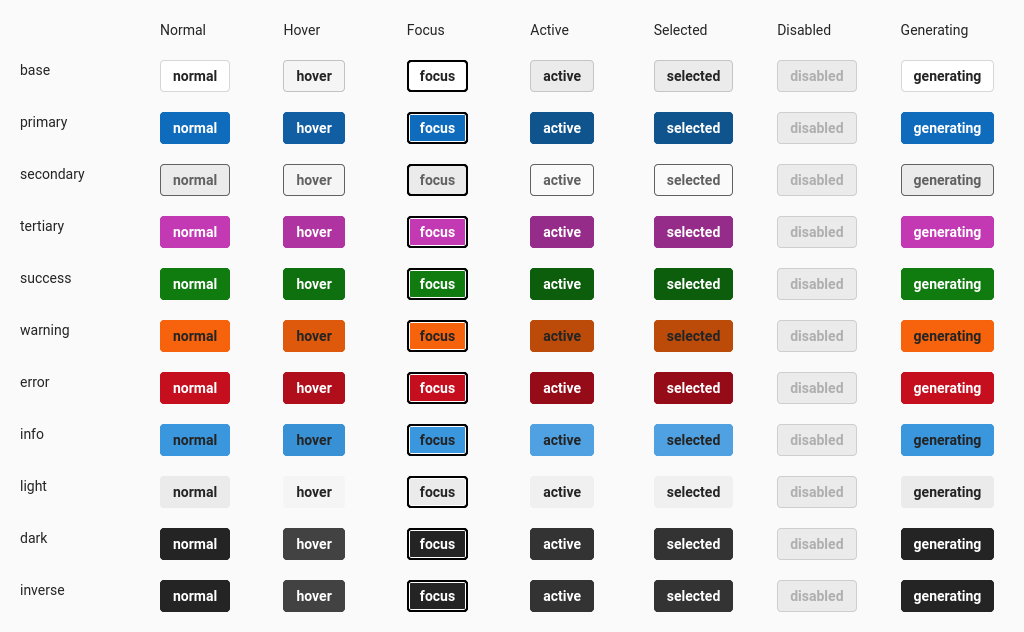 Normal Hover Focus Active Selected Disabled Generating
base normal hover focus active selected disabled generating
primary normal hover focus active selected disabled generating
secondary normal hover focus active selected disabled generating
tertiary normal hover focus active selected disabled generating
success normal hover focus active selected disabled generating
warning normal hover focus active selected disabled generating
error normal hover focus active selected disabled generating
info normal hover focus active selected disabled generating
light normal hover focus active selected disabled generating
dark normal hover focus active selected disabled generating
inverse normal hover focus active selected disabled generating